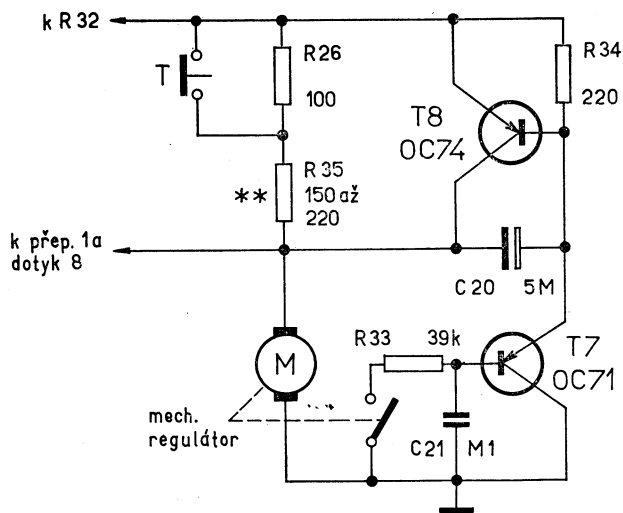 k R32
T
R26
100
R34
220
T8
OC74
**
R35
150 až
220
k přep. 1a
dotyk 8
C20
5M
M
R33
39k
T7
OC71
mech.
regulátor
C21
M1